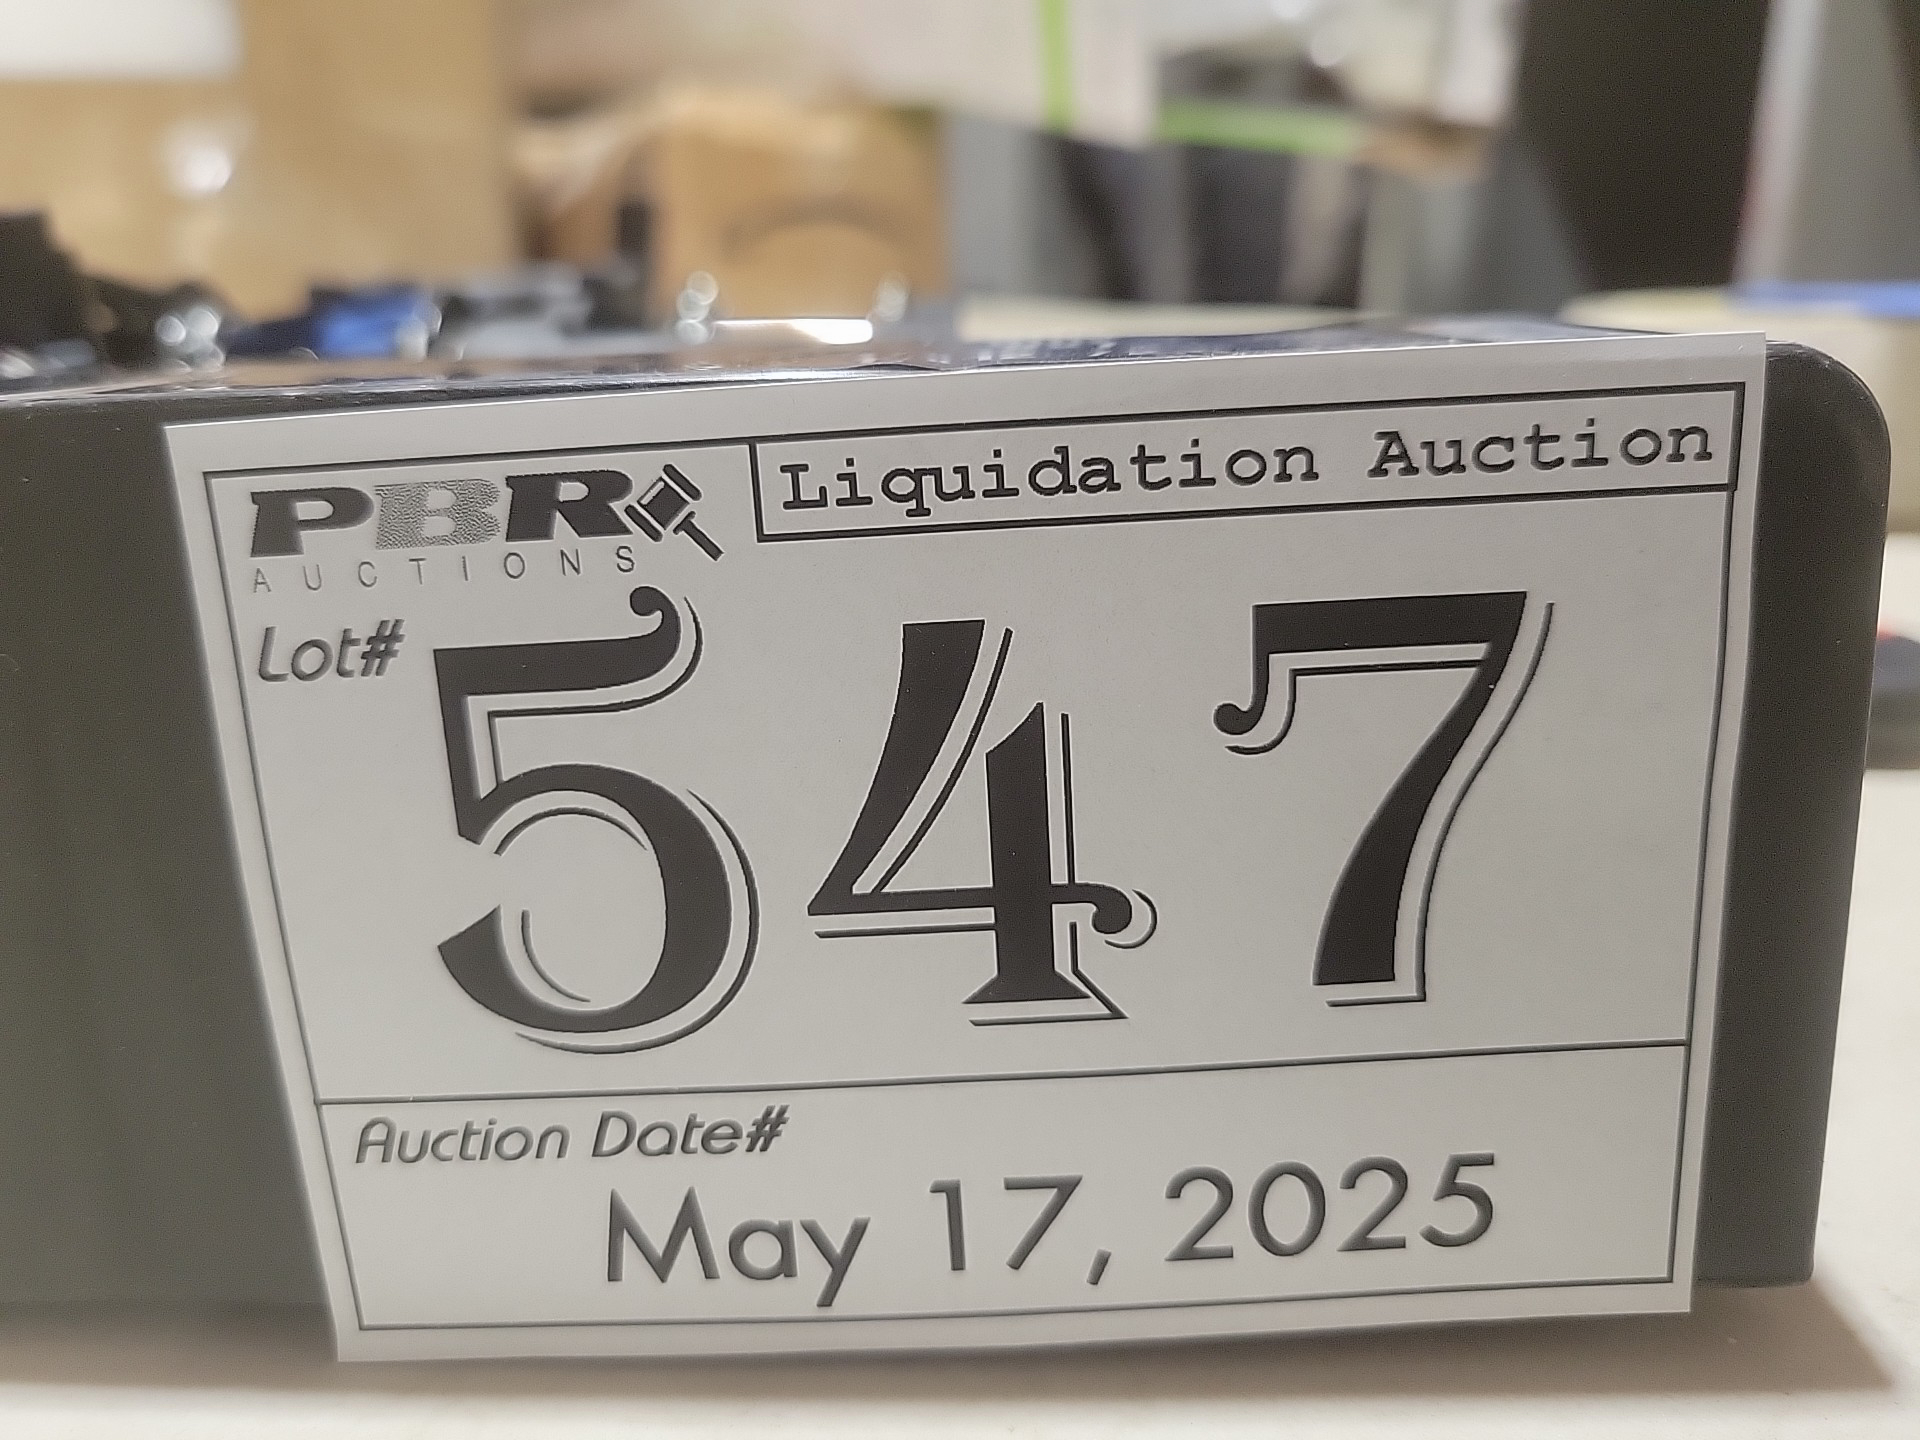 PBR
AUCTIONS
Liquidation Auction
Lot#
547
Auction Date#
May 17, 2025